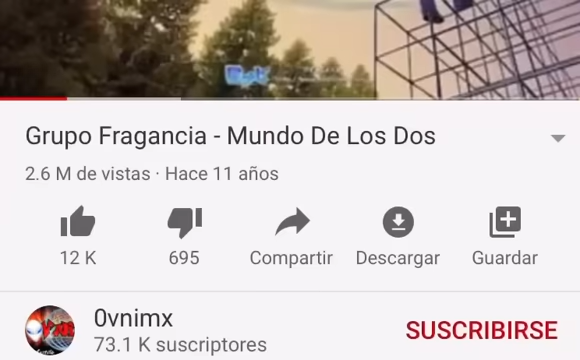 Grupo Fragancia - Mundo De Los Dos
2.6 M de vistas · Hace 11 años
12 K 695 Compartir Descargar Guardar
0vnimx
73.1 K suscriptores
SUSCRIBIRSE